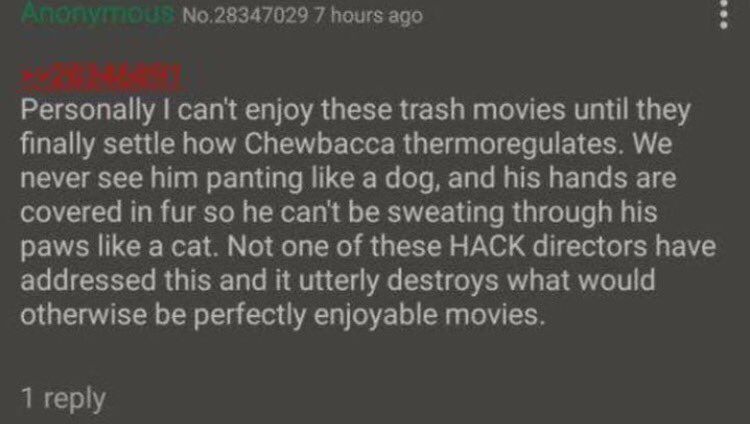 Anonymous No.28347029 7 hours ago
>>28346891
Personally I can't enjoy these trash movies until they
finally settle how Chewbacca thermoregulates. We
never see him panting like a dog, and his hands are
covered in fur so he can't be sweating through his
paws like a cat. Not one of these HACK directors have
addressed this and it utterly destroys what would
otherwise be perfectly enjoyable movies.
1 reply